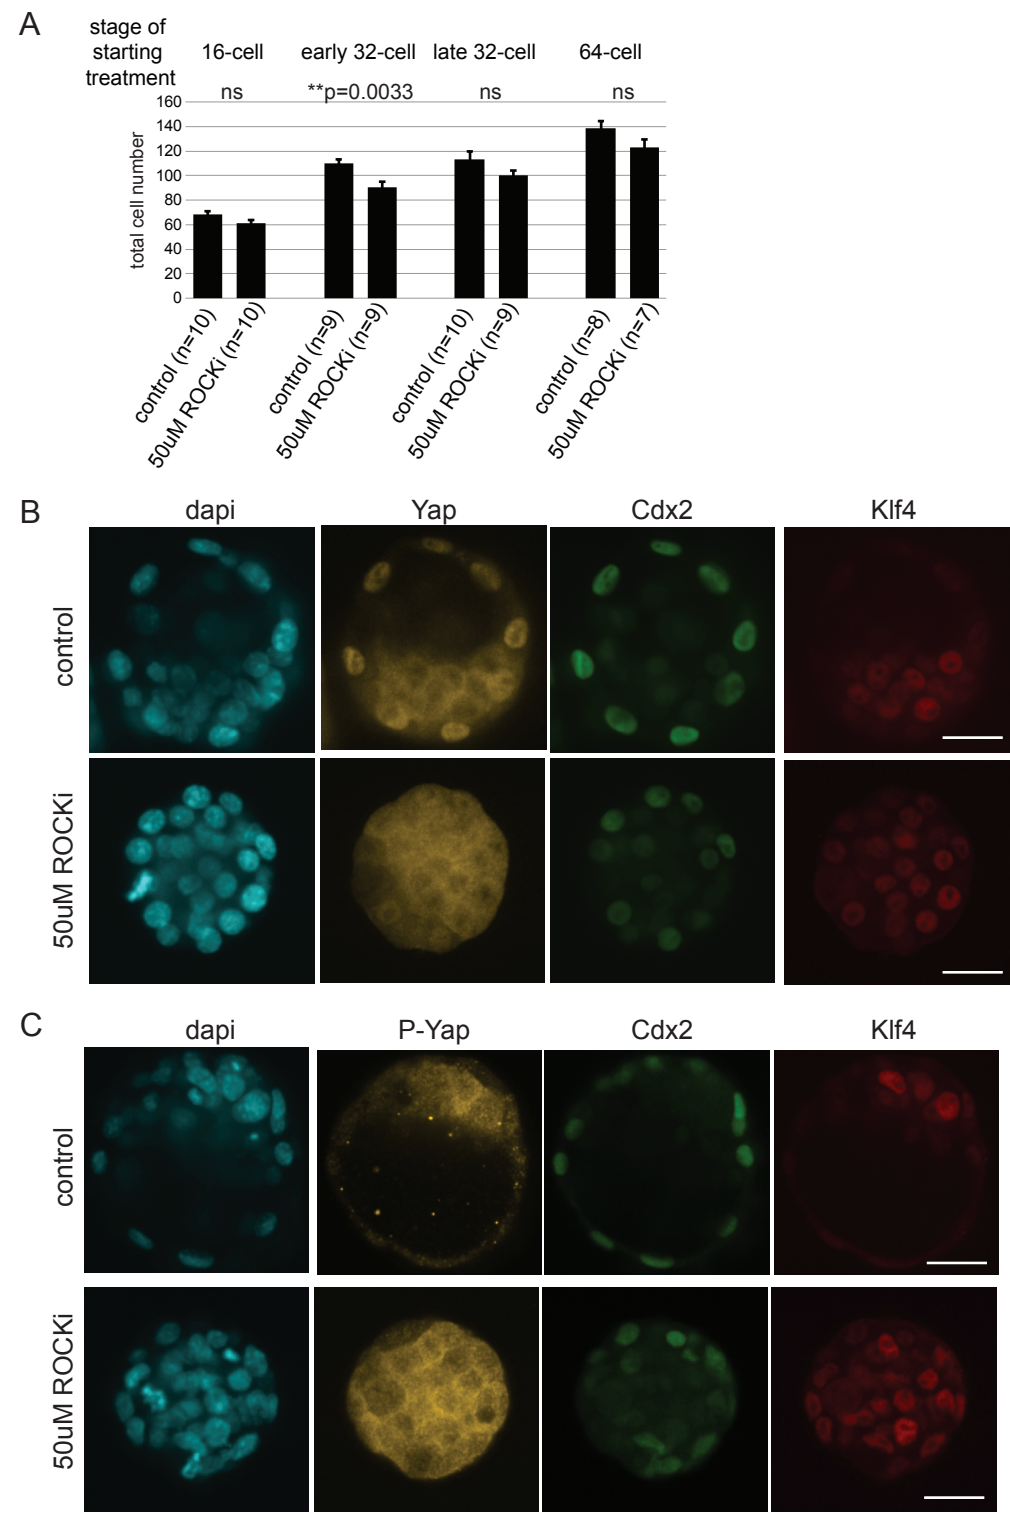 A
stage of
starting
treatment
16-cell early 32-cell late 32-cell 64-cell
ns **p=0.0033 ns ns
total cell number
160
140
120
100
80
60
40
20
0
control (n=10)
50uM ROCKi (n=10)
control (n=9)
50uM ROCKi (n=9)
control (n=10)
50uM ROCKi (n=9)
control (n=8)
50uM ROCKi (n=7)
B
dapi Yap Cdx2 Klf4
control
50uM ROCKi
C
dapi P-Yap Cdx2 Klf4
control
50uM ROCKi